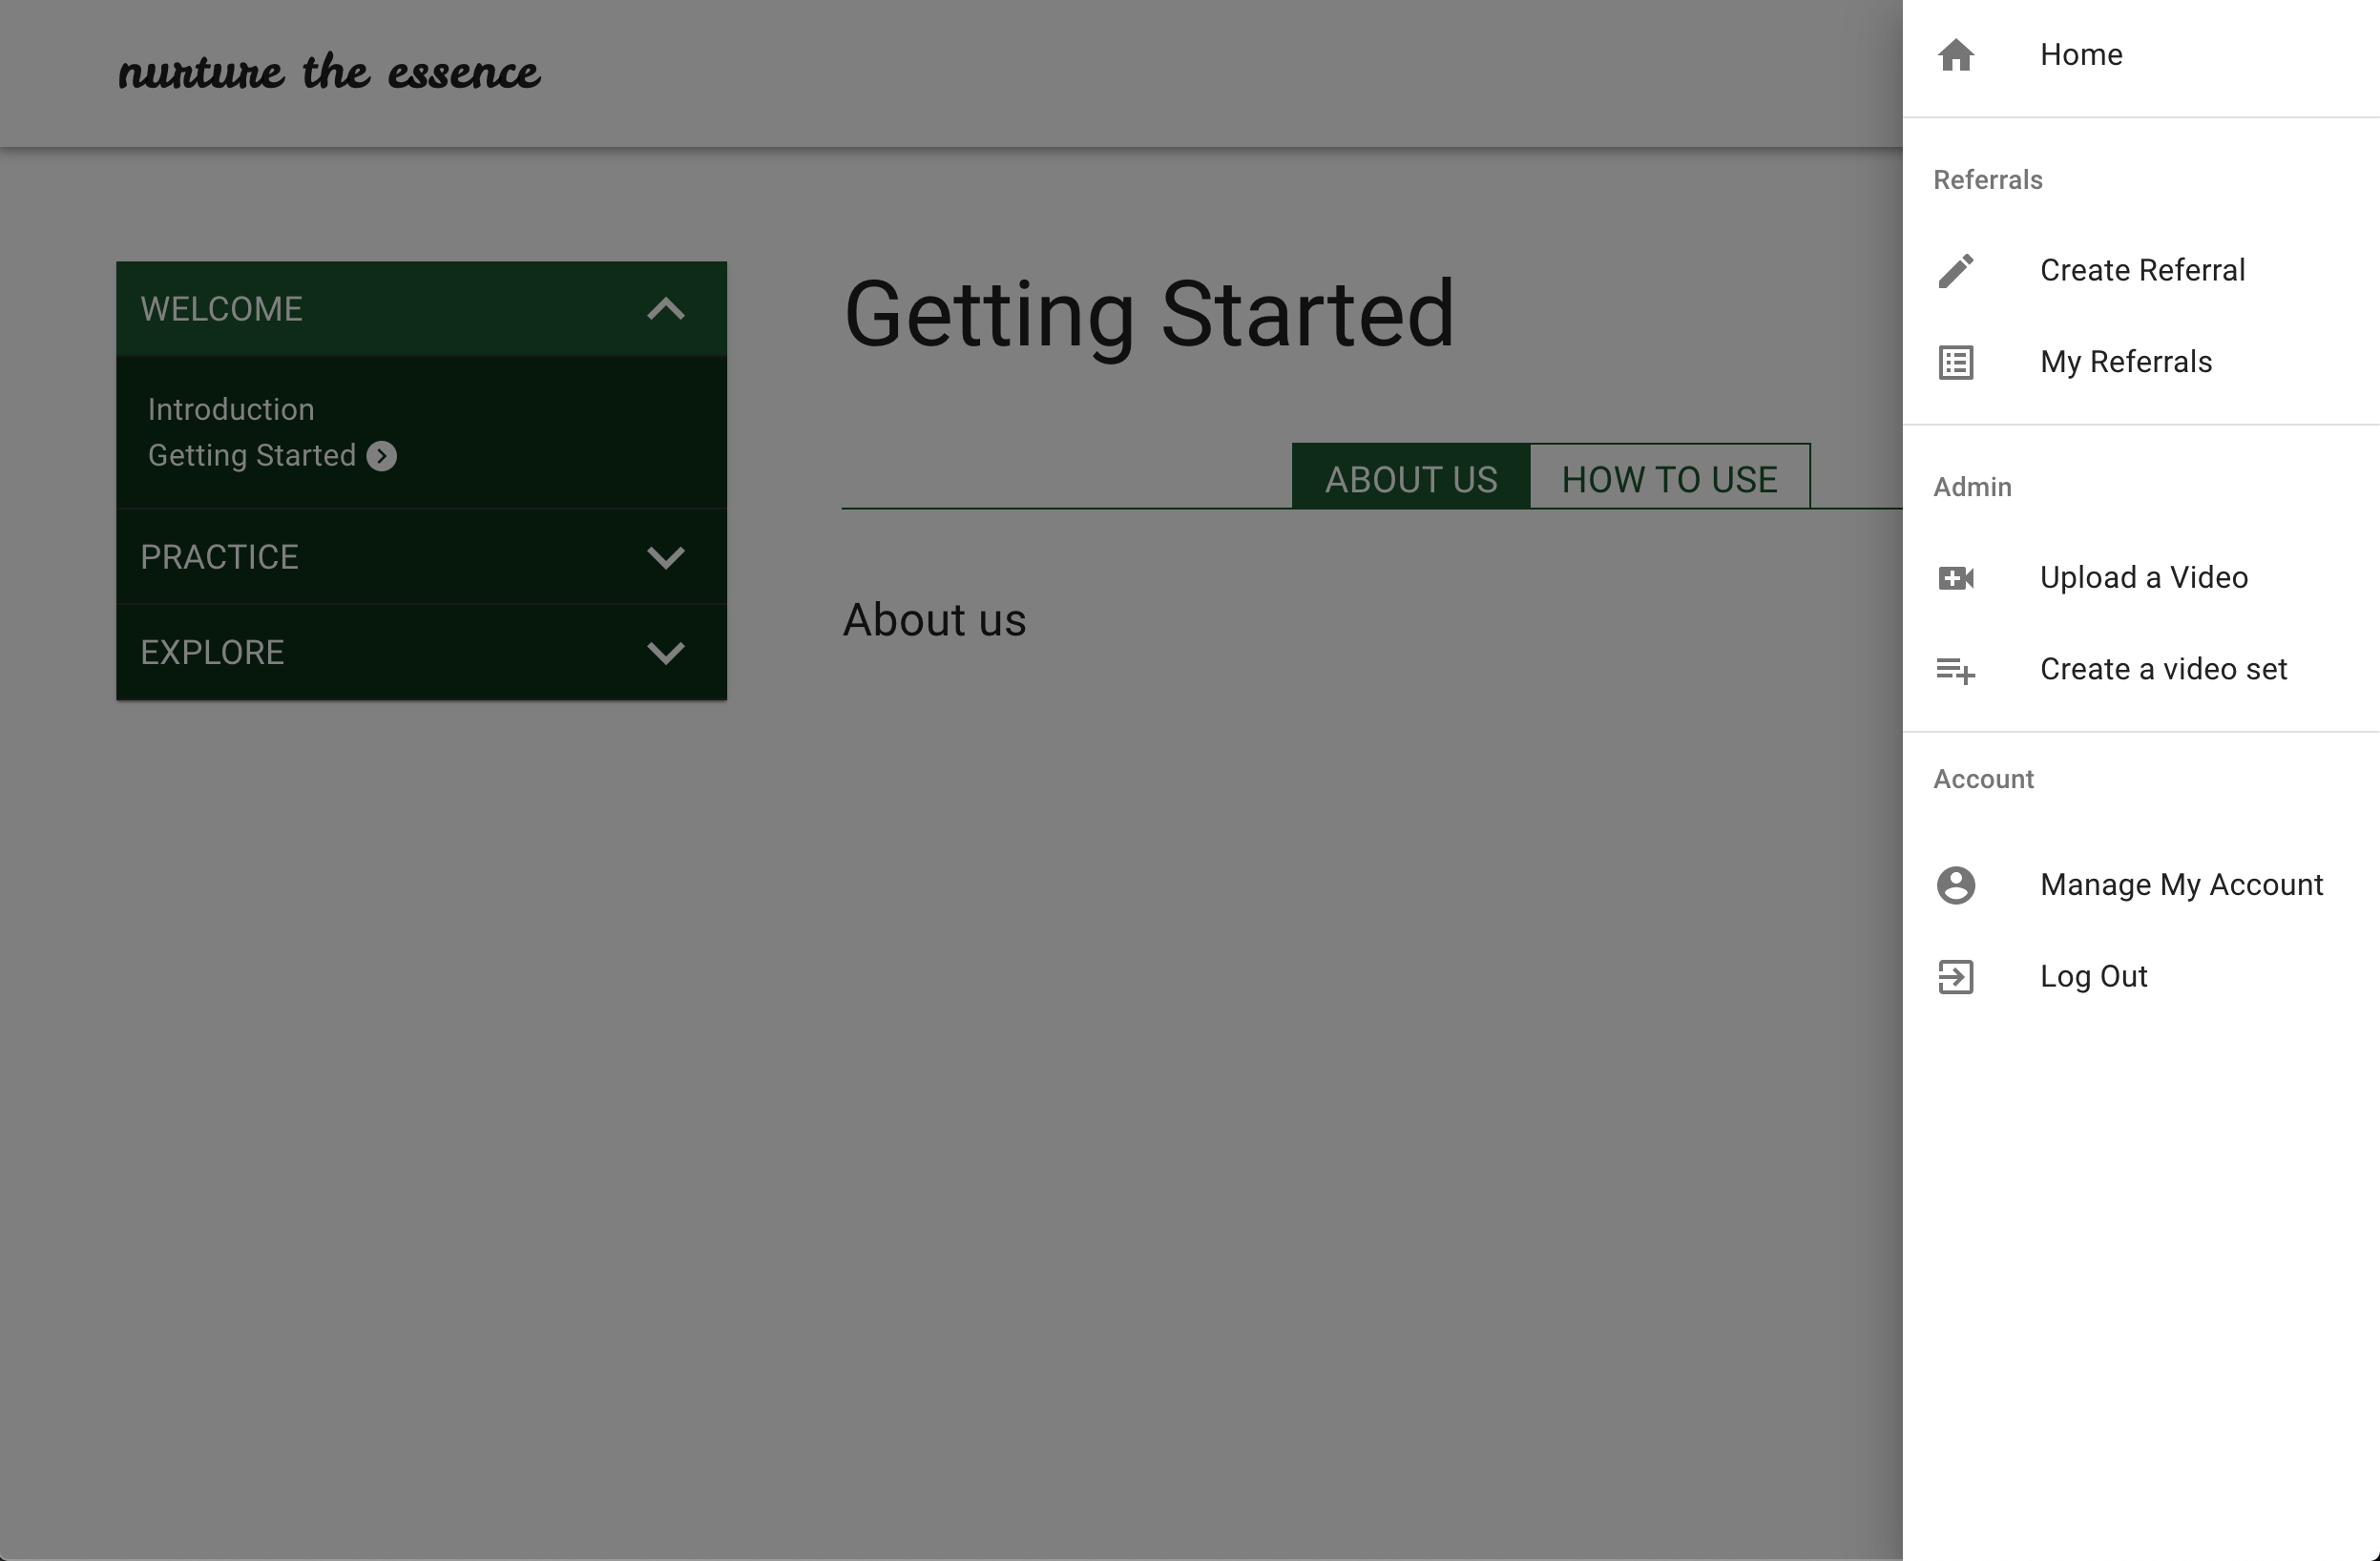 nurture the essence
WELCOME
Introduction
Getting Started
PRACTICE
EXPLORE
Getting Started
ABOUT US
HOW TO USE
About us
Home
Referrals
Create Referral
My Referrals
Admin
Upload a Video
Create a video set
Account
Manage My Account
Log Out